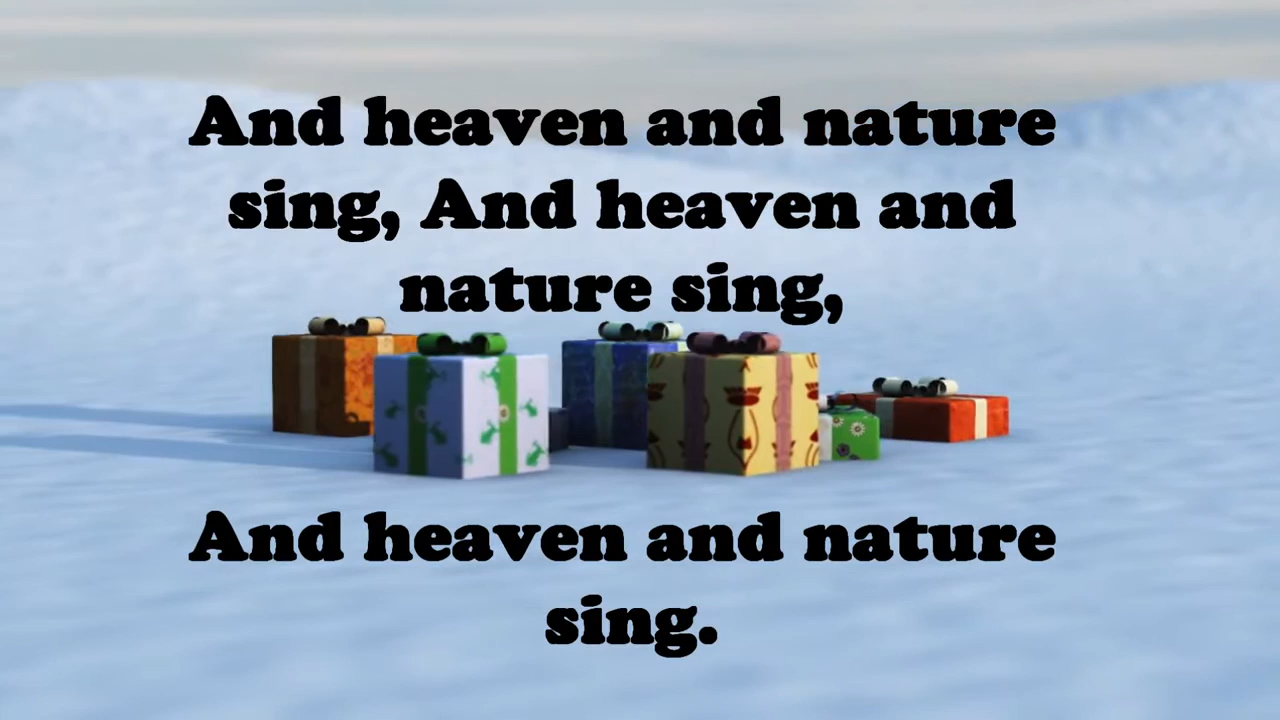 And heaven and nature
sing, And heaven and
nature sing,
And heaven and nature
sing.